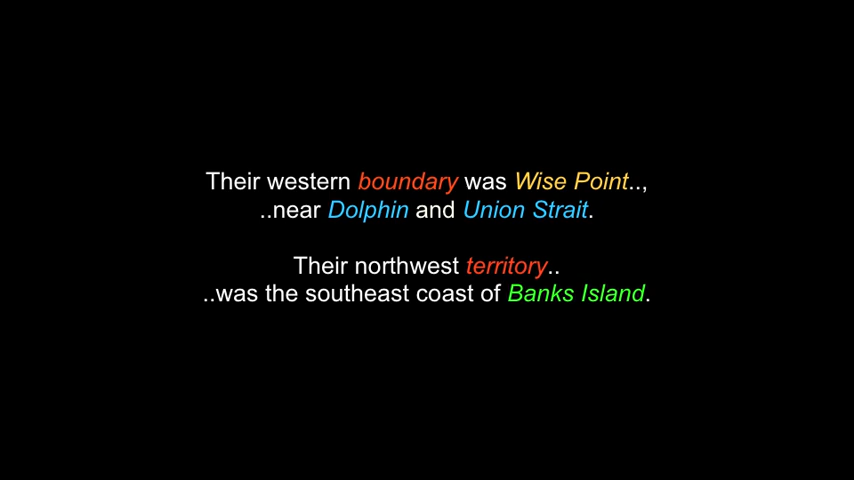 Their western boundary was Wise Point..,
..near Dolphin and Union Strait.
Their northwest territory..
..was the southeast coast of Banks Island.